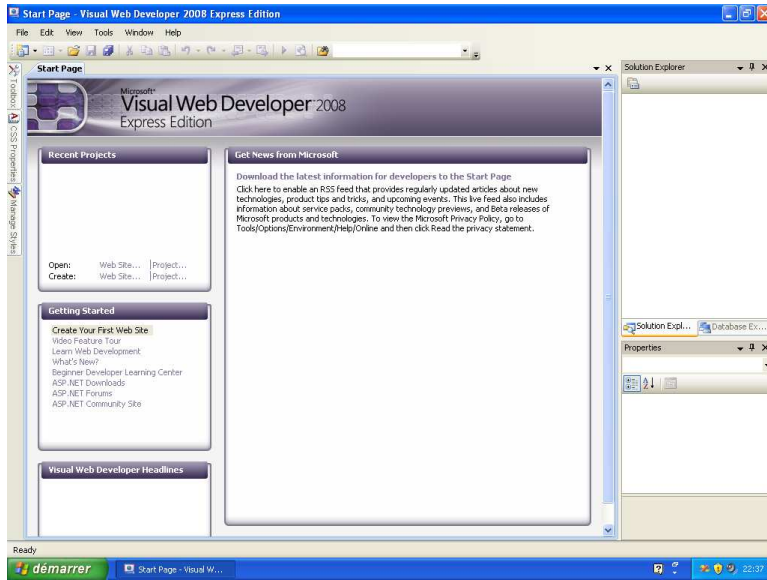 Start Page - Visual Web Developer 2008 Express Edition
File Edit View Tools Window Help
Start Page
Solution Explorer
Toolbox
CSS Properties
Manage Styles
Microsoft®
Visual Web Developer 2008
Express Edition
Recent Projects
Open: Web Site... Project...
Create: Web Site... Project...
Getting Started
Create Your First Web Site
Video Feature Tour
Learn Web Development
What's New?
Beginner Developer Learning Center
ASP.NET Downloads
ASP.NET Forums
ASP.NET Community Site
Visual Web Developer Headlines
Get News from Microsoft
Download the latest information for developers to the Start Page
Click here to enable an RSS feed that provides regularly updated articles about new
technologies, product tips and tricks, and upcoming events. This live feed also includes
information about service packs, community technology previews, and Beta releases of
Microsoft products and technologies. To view the Microsoft Privacy Policy, go to
Tools/Options/Environment/Help/Online and then click Read the privacy statement.
Solution Expl... Database Ex...
Properties
Ready
démarrer
Start Page - Visual W...
22:37